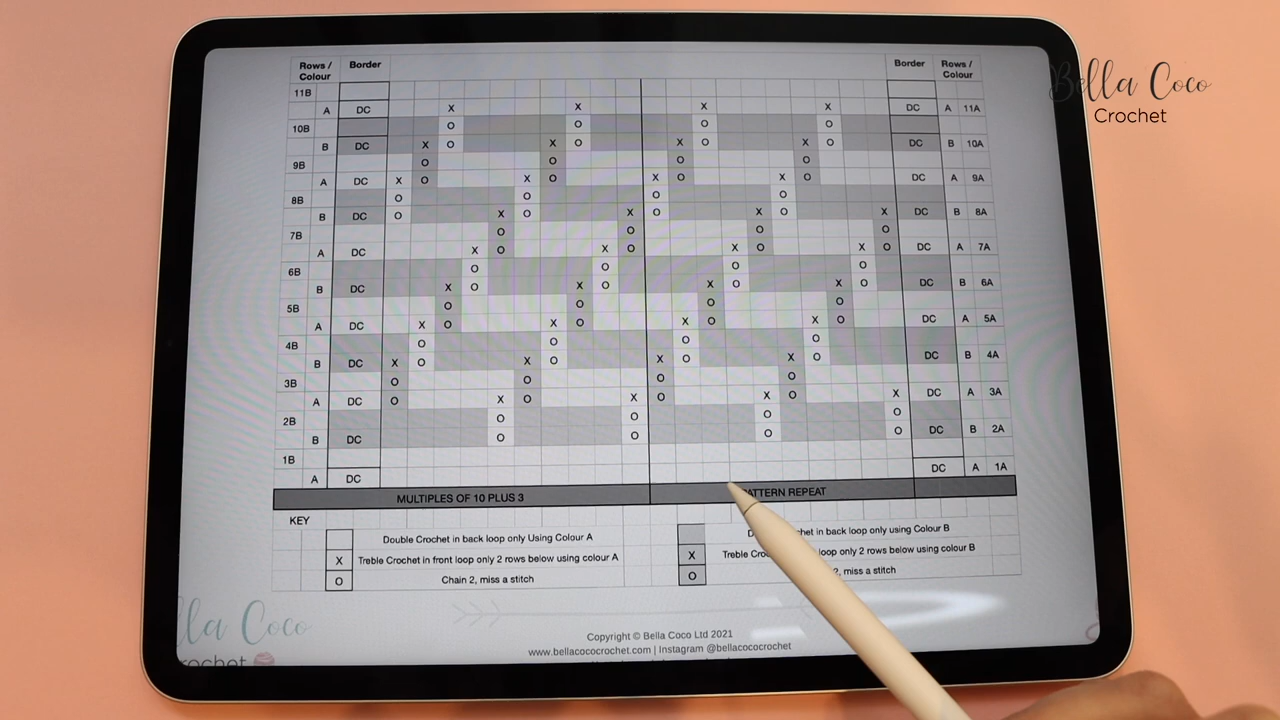 Rows / Border Border Rows /
Colour Colour
11B
A DC X X X X DC A 11A
10B O O O O
B DC X O X O X O X O DC B 10A
9B O O O O
A DC X O X O X O X O DC A 9A
8B O O O O
B DC O X O X O X O X DC B 8A
7B O O O O
A DC X O X O X O X O DC A 7A
6B O O O O
B DC X O X O X O X O DC B 6A
5B O O O O
A DC X O X O X O X O DC A 5A
4B O O O O
B DC X O X O X O X O DC B 4A
3B O O O O
A DC O X O X O X O X DC A 3A
2B O O O O
B DC O O O O DC B 2A
1B
A DC DC A 1A
MULTIPLES OF 10 PLUS 3 PATTERN REPEAT
KEY
Double Crochet in back loop only Using Colour A in back loop only using Colour B
X Treble Crochet in front loop only 2 rows below using colour A X Treble loop only 2 rows below using colour B
O Chain 2, miss a stitch O 2, miss a stitch
Copyright © Bella Coco Ltd 2021
www.bellacococrochet.com | Instagram @bellacococrochet
Coco
Bella Coco
Crochet